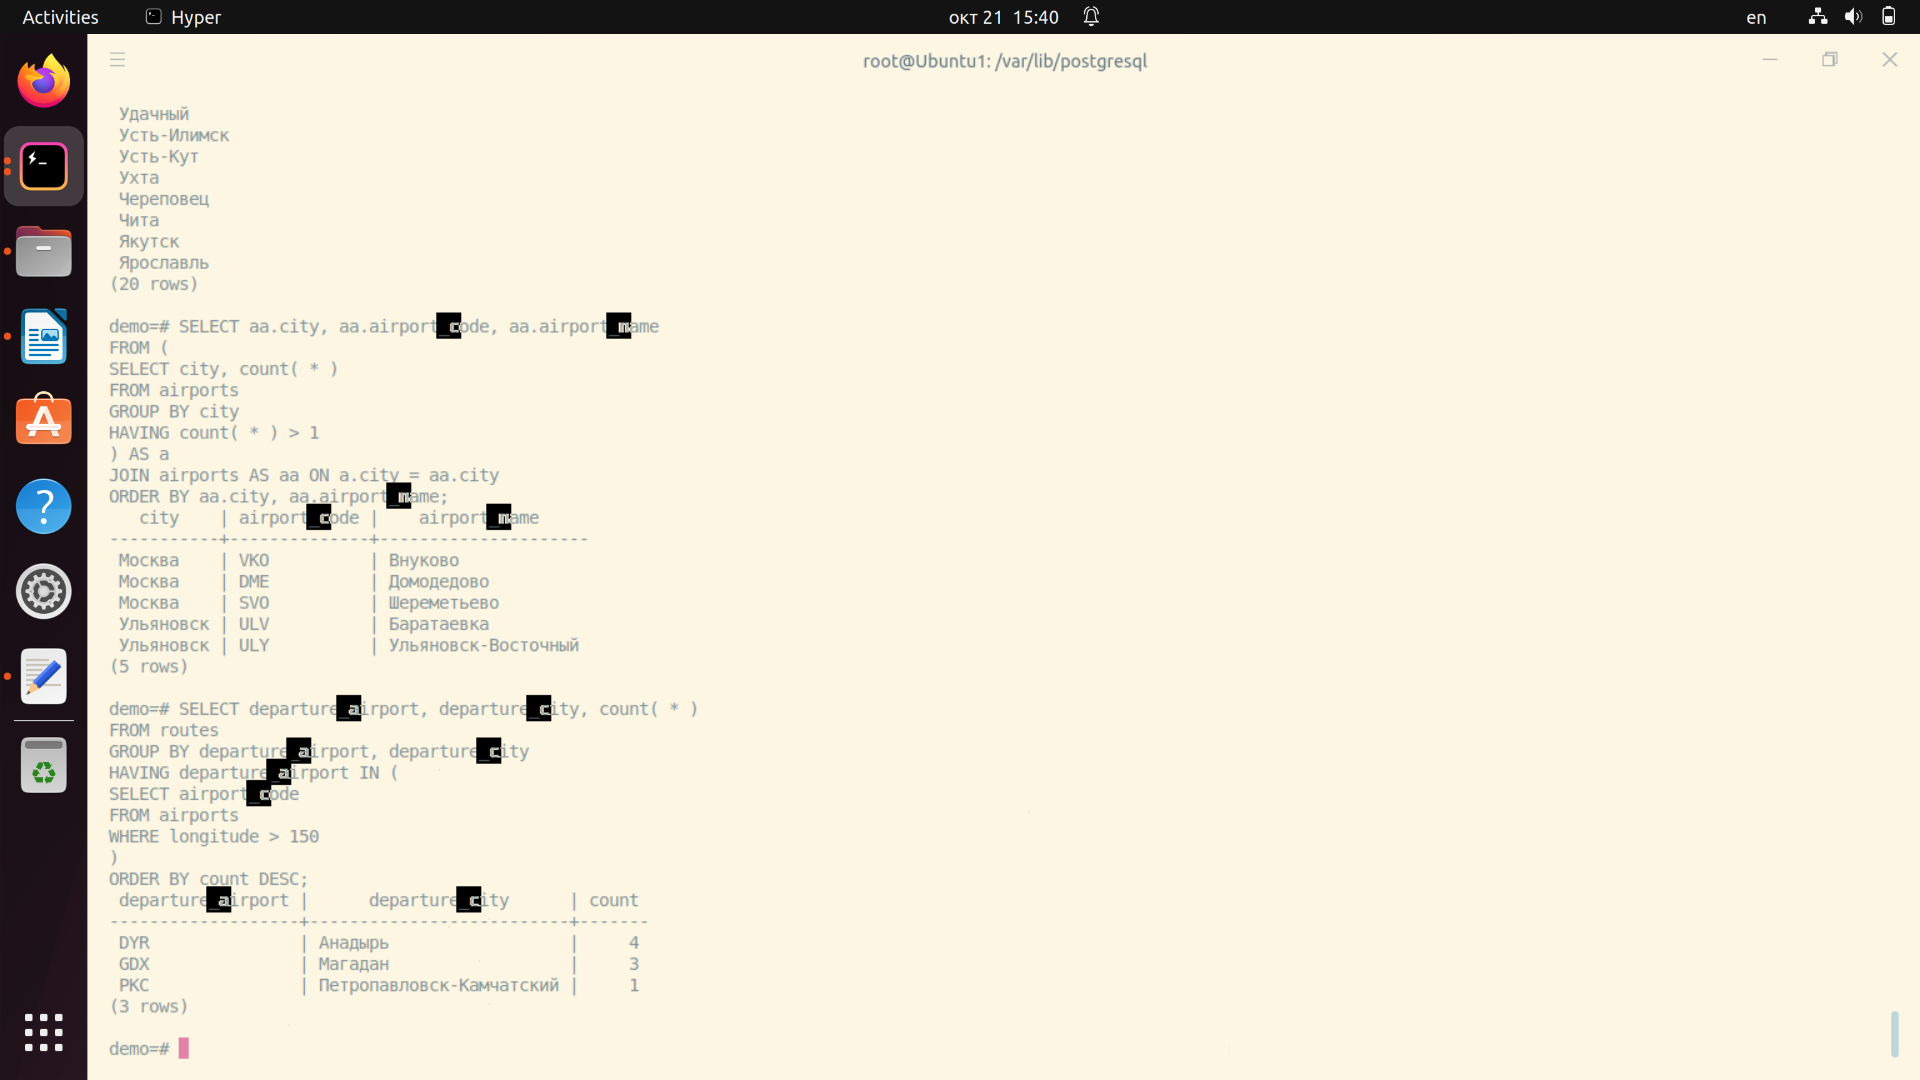 Activities
Hyper
окт 21 15:40
en
root@Ubuntu1: /var/lib/postgresql
Удачный
Усть-Илимск
Усть-Кут
Ухта
Череповец
Чита
Якутск
Ярославль
(20 rows)
demo=# SELECT aa.city, aa.airport_code, aa.airport_name
FROM (
SELECT city, count( * )
FROM airports
GROUP BY city
HAVING count( * ) > 1
) AS a
JOIN airports AS aa ON a.city = aa.city
ORDER BY aa.city, aa.airport_name;
city | airport_code | airport_name
-----------+--------------+---------------------
Москва | VKO | Внуково
Москва | DME | Домодедово
Москва | SVO | Шереметьево
Ульяновск | ULV | Баратаевка
Ульяновск | ULY | Ульяновск-Восточный
(5 rows)
demo=# SELECT departure_airport, departure_city, count( * )
FROM routes
GROUP BY departure_airport, departure_city
HAVING departure_airport IN (
SELECT airport_code
FROM airports
WHERE longitude > 150
)
ORDER BY count DESC;
departure_airport | departure_city | count
-------------------+--------------------------+-------
DYR | Анадырь | 4
GDX | Магадан | 3
PKC | Петропавловск-Камчатский | 1
(3 rows)
demo=#